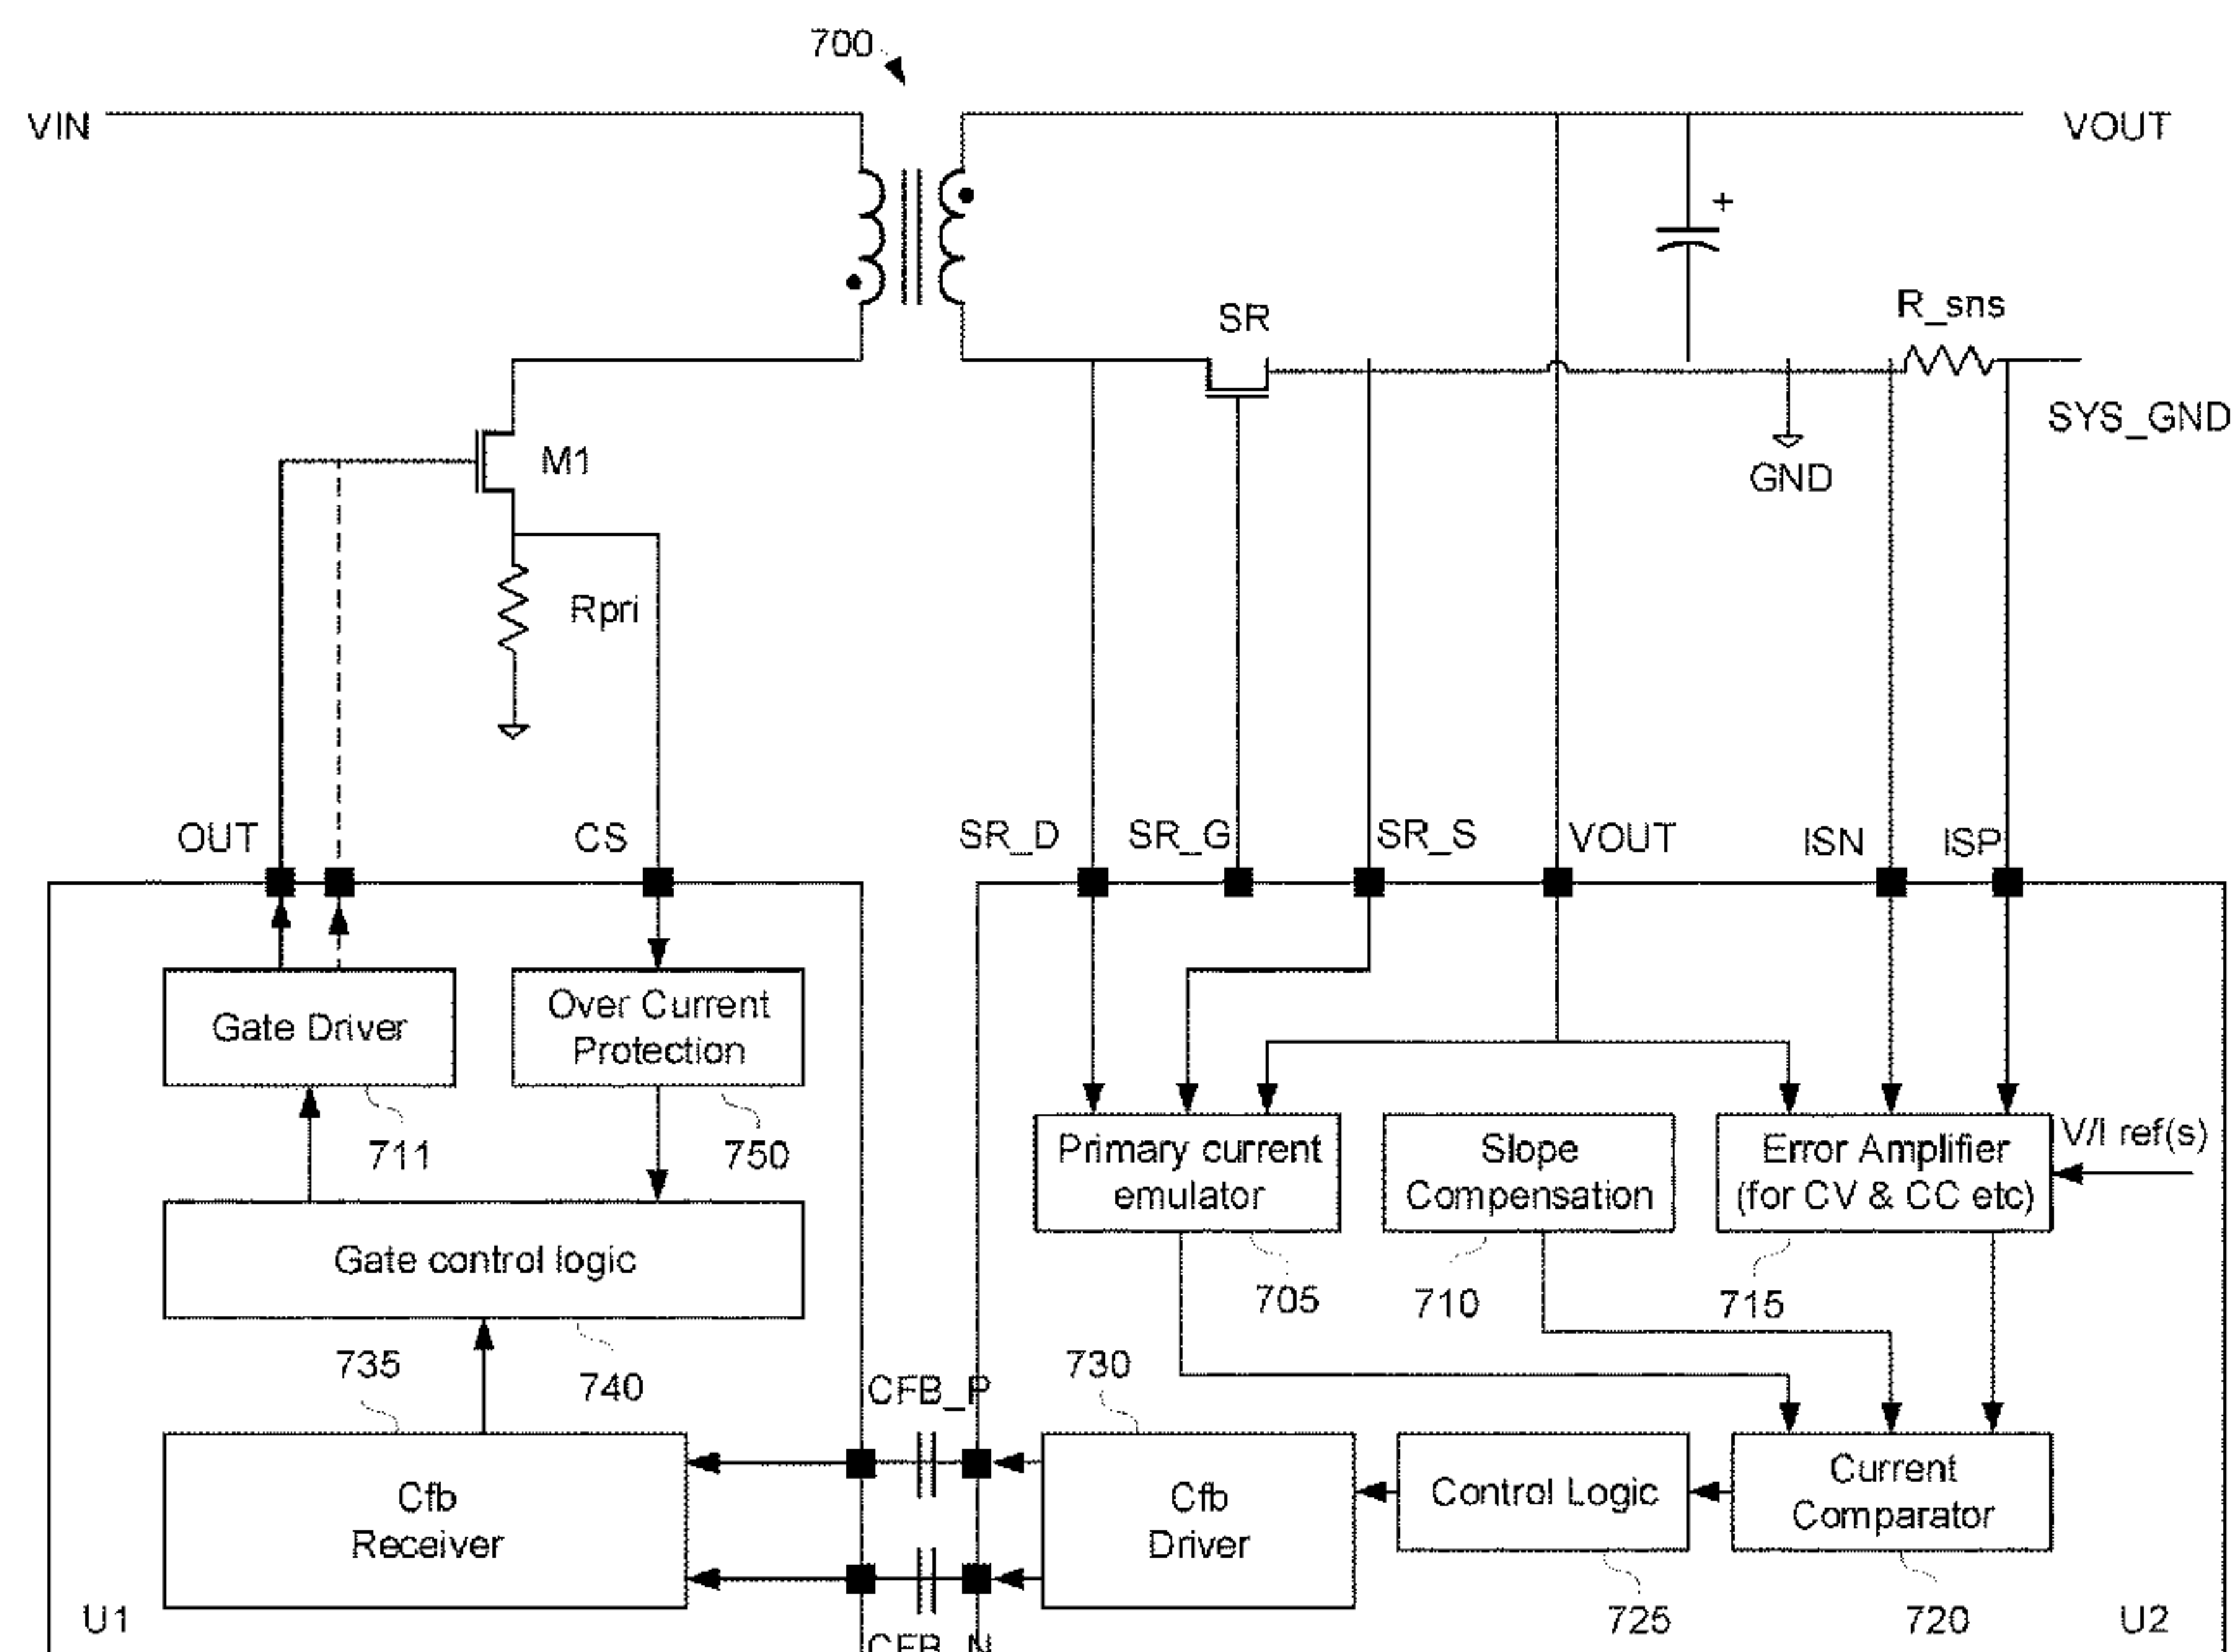 700
VIN
VOUT
SR
R_sns
SYS_GND
GND
M1
Rpri
OUT
CS
SR_D
SR_G
SR_S
VOUT
ISN
ISP
Gate Driver
Over Current
Protection
711
750
Primary current
emulator
Slope
Compensation
Error Amplifier
(for CV & CC etc)
V/I ref(s)
705
710
715
Gate control logic
735
740
730
CFB_P
Cfb
Receiver
Cfb
Driver
Control Logic
Current
Comparator
725
720
U1
U2
CFB_N